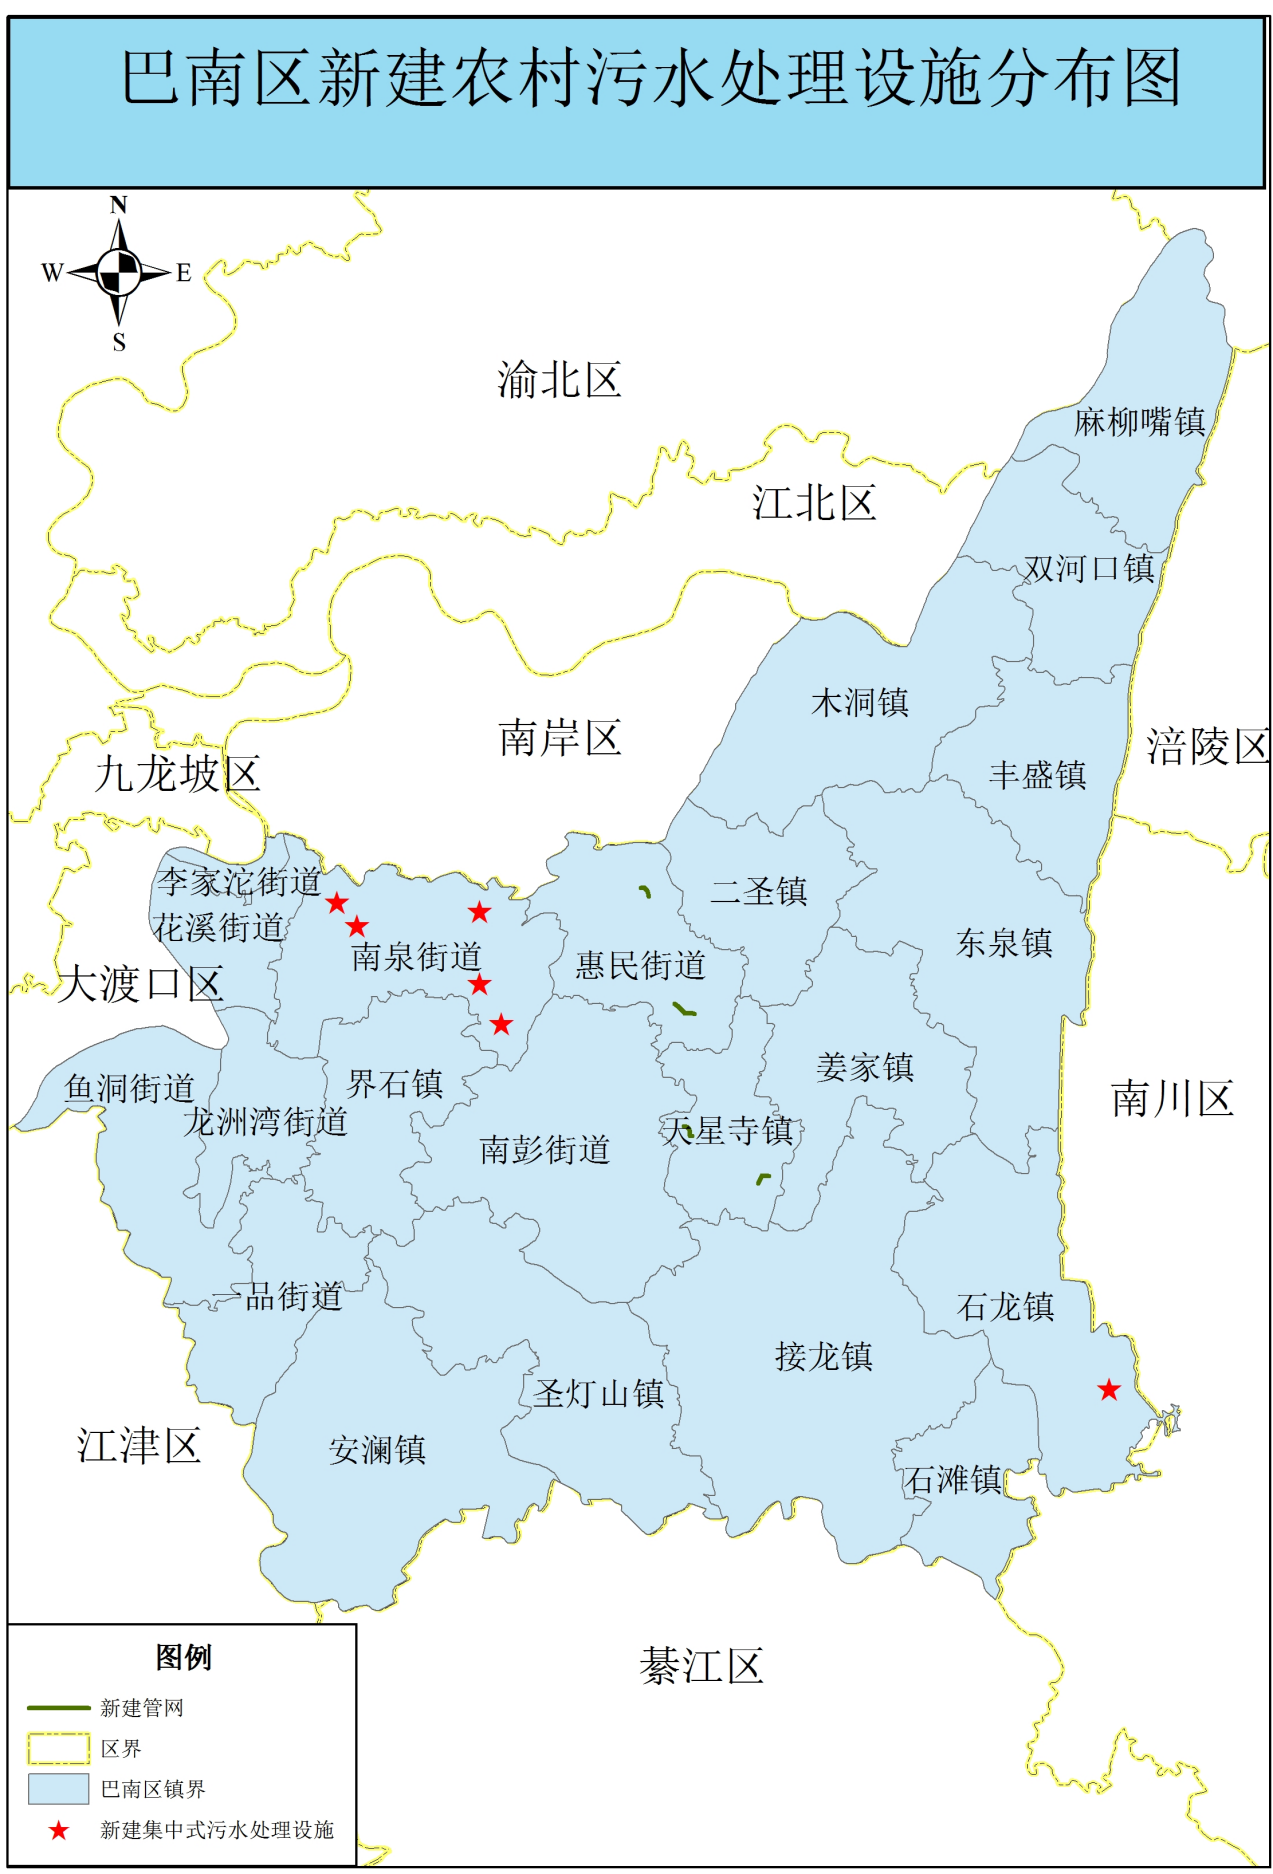 巴南区新建农村污水处理设施分布图
N
W
E
S
渝北区
麻柳嘴镇
江北区
双河口镇
木洞镇
南岸区
涪陵区
九龙坡区
丰盛镇
李家沱街道
二圣镇
花溪街道
东泉镇
南泉街道
惠民街道
大渡口区
姜家镇
界石镇
鱼洞街道
南川区
龙洲湾街道
天星寺镇
南彭街道
一品街道
石龙镇
接龙镇
圣灯山镇
江津区
安澜镇
石滩镇
綦江区
图例
新建管网
区界
巴南区镇界
新建集中式污水处理设施